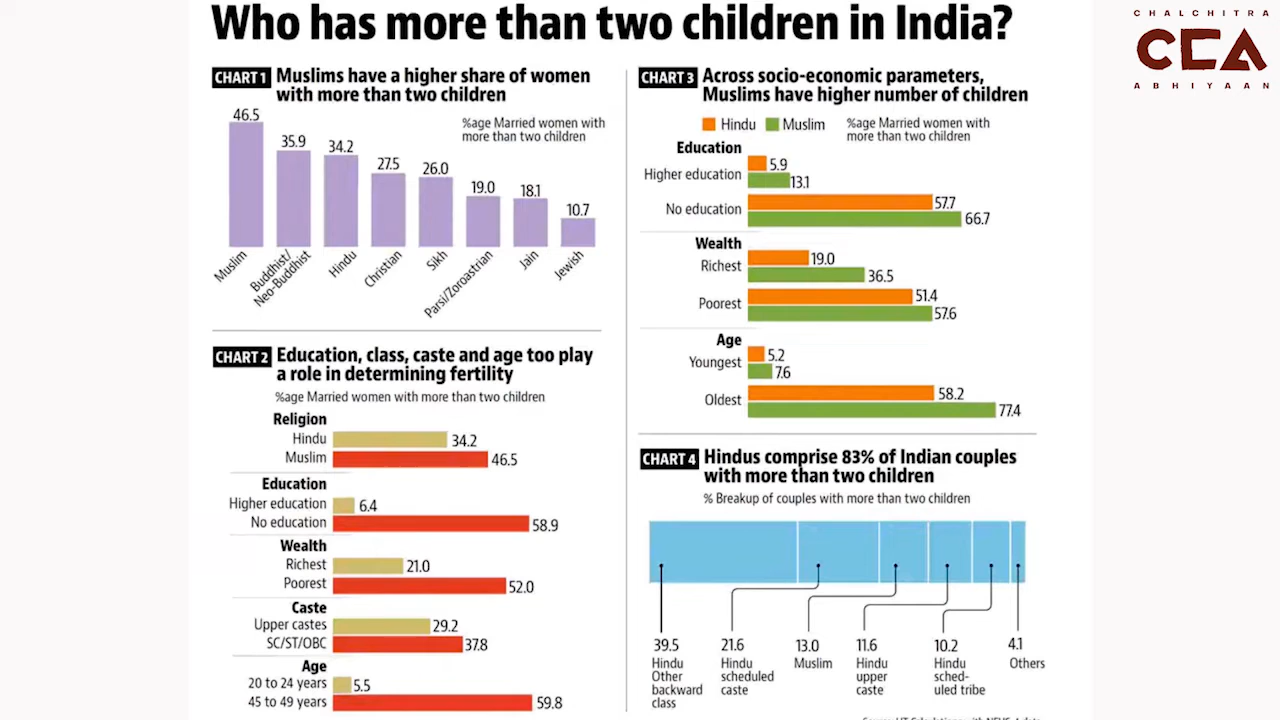 Who has more than two children in India?
CHALCHITRA
CCA
ABHIYAAN
CHART 1 Muslims have a higher share of women
with more than two children
%age Married women with
more than two children
46.5
35.9
34.2
27.5
26.0
19.0
18.1
10.7
Muslim
Buddhist/
Neo-Buddhist
Hindu
Christian
Sikh
Parsi/Zoroastrian
Jain
Jewish
CHART 2 Education, class, caste and age too play
a role in determining fertility
%age Married women with more than two children
Religion
Hindu 34.2
Muslim 46.5
Education
Higher education 6.4
No education 58.9
Wealth
Richest 21.0
Poorest 52.0
Caste
Upper castes 29.2
SC/ST/OBC 37.8
Age
20 to 24 years 5.5
45 to 49 years 59.8
CHART 3 Across socio-economic parameters,
Muslims have higher number of children
Hindu Muslim
%age Married women with
more than two children
Education
Higher education 5.9
13.1
No education 57.7
66.7
Wealth
Richest 19.0
36.5
Poorest 51.4
57.6
Age
Youngest 5.2
7.6
Oldest 58.2
77.4
CHART 4 Hindus comprise 83% of Indian couples
with more than two children
% Breakup of couples with more than two children
39.5
Hindu
Other
backward
class
21.6
Hindu
scheduled
caste
13.0
Muslim
11.6
Hindu
upper
caste
10.2
Hindu
sched-
uled tribe
4.1
Others